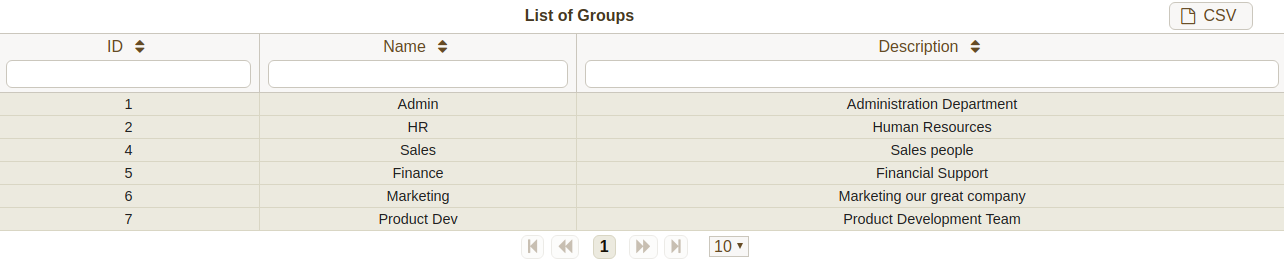 List of Groups CSV
ID Name Description
1 Admin Administration Department
2 HR Human Resources
4 Sales Sales people
5 Finance Financial Support
6 Marketing Marketing our great company
7 Product Dev Product Development Team
1 10